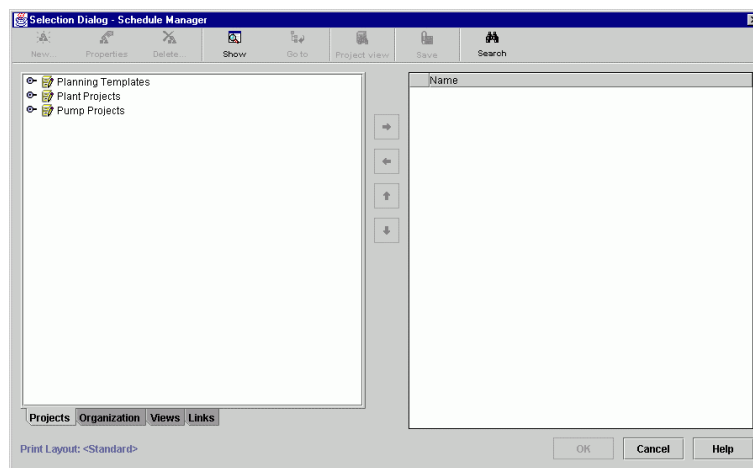 Selection Dialog - Schedule Manager
New... Properties Delete... Show Go to Project view Save Search
Planning Templates
Plant Projects
Pump Projects
Name
Projects Organization Views Links
Print Layout: <Standard>
OK Cancel Help